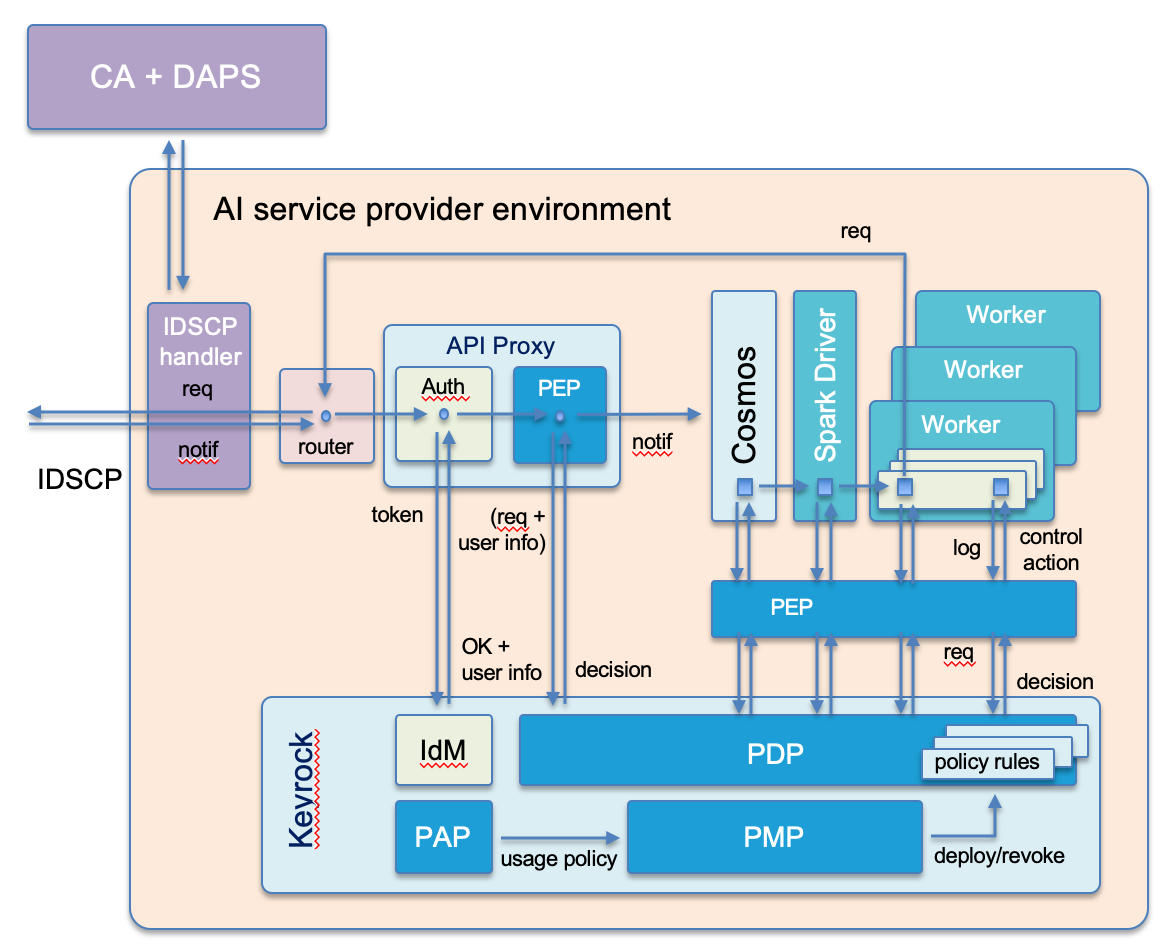 CA + DAPS
AI service provider environment
req
IDSCP
handler
req
notif
IDSCP
router
API Proxy
Auth
PEP
notif
Cosmos
Spark Driver
Worker
Worker
Worker
token
(req +
user info)
log
control
action
PEP
OK +
user info
decision
req
decision
Kevrock
IdM
PDP
policy rules
PAP
usage policy
PMP
deploy/revoke